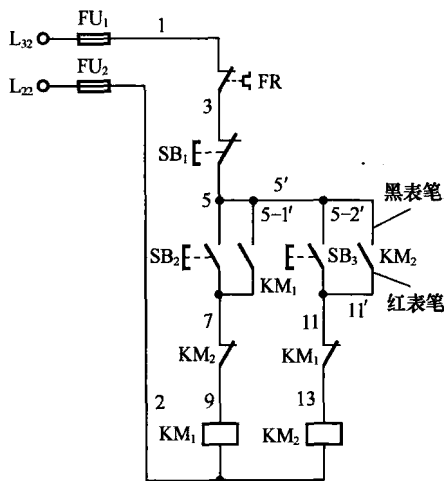 FU₁
1
L₃₂
FU₂
L₂₂
FR
3
SB₁
5
5′
5-1′
5-2′
黑表笔
SB₂
KM₁
SB₃
KM₂
红表笔
7
11
11′
KM₂
KM₁
2
9
13
KM₁
KM₂